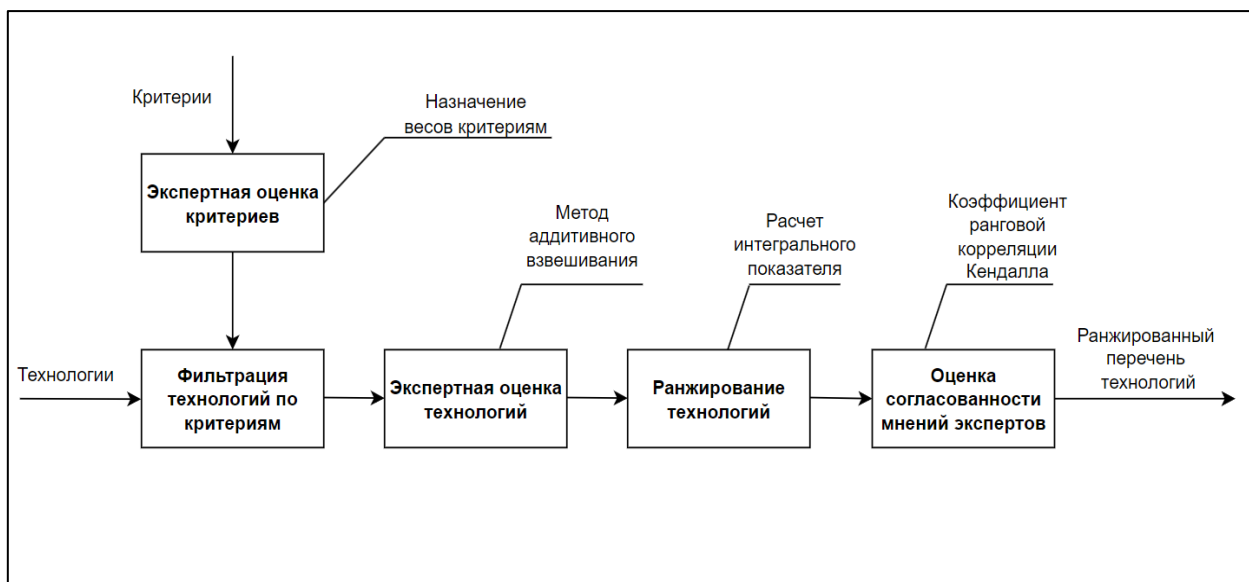 Критерии
Назначение
весов критериям
Экспертная оценка
критериев
Метод
аддитивного
взвешивания
Расчет
интегрального
показателя
Коэффициент
ранговой
корреляции
Кендалла
Технологии
Фильтрация
технологий по
критериям
Экспертная оценка
технологий
Ранжирование
технологий
Оценка
согласованности
мнений экспертов
Ранжированный
перечень
технологий